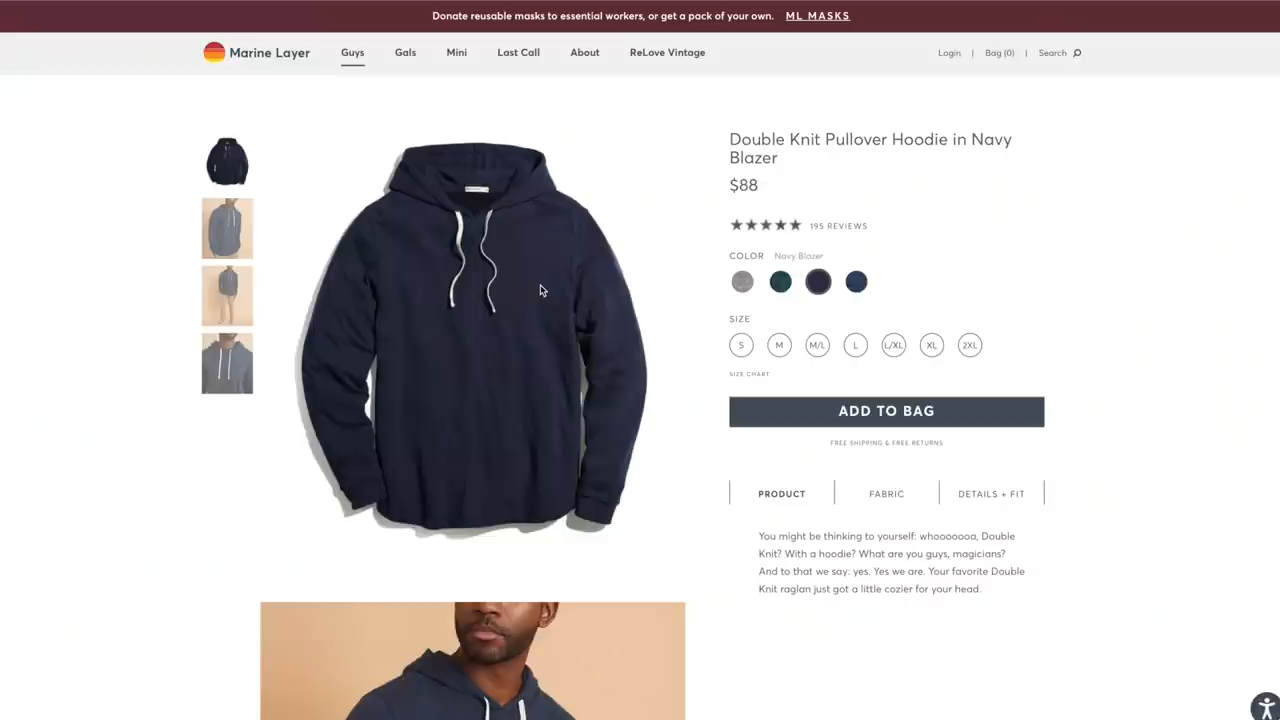 Donate reusable masks to essential workers, or get a pack of your own. ML MASKS
Marine Layer Guys Gals Mini Last Call About ReLove Vintage Login | Bag (0) | Search
Double Knit Pullover Hoodie in Navy
Blazer
$88
195 REVIEWS
COLOR Navy Blazer
SIZE
S M M/L L L/XL XL 2XL
SIZE CHART
ADD TO BAG
FREE SHIPPING & FREE RETURNS
PRODUCT FABRIC DETAILS + FIT
You might be thinking to yourself: whooooooa, Double
Knit? With a hoodie? What are you guys, magicians?
And to that we say: yes. Yes we are. Your favorite Double
Knit raglan just got a little cozier for your head.